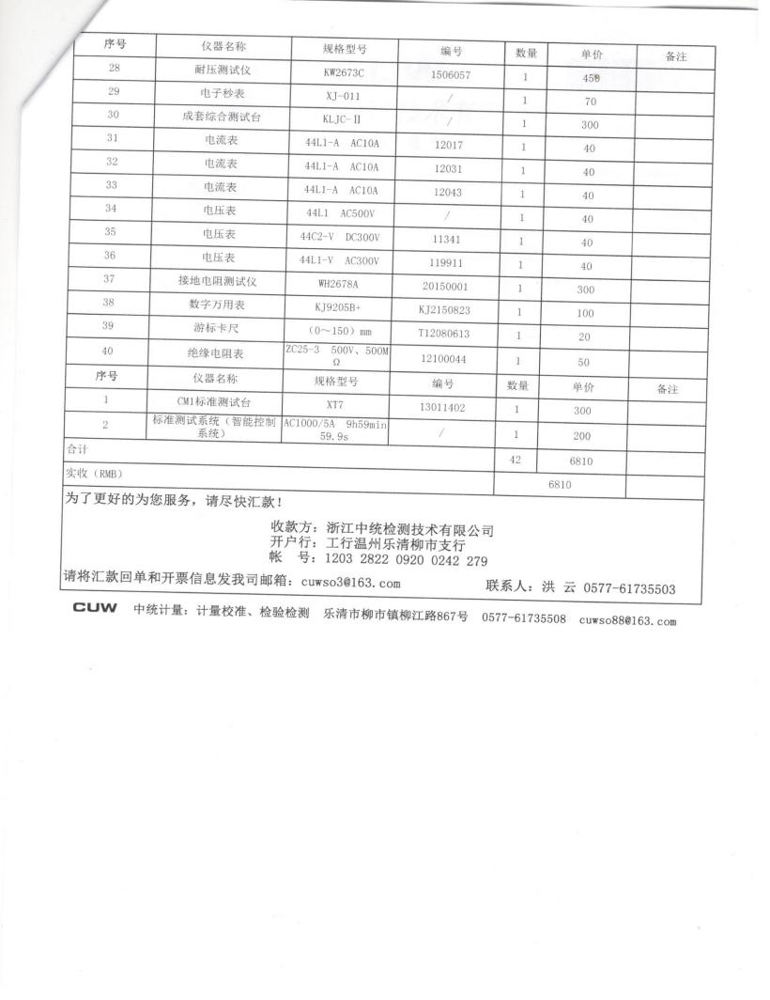 序号 仪器名称 规格型号 编号 数量 单价 备注
28 耐压测试仪 KW2673C 1506057 1 450
29 电子秒表 XJ-011 / 1 70
30 成套综合测试台 KLJC-Ⅱ / 1 300
31 电流表 44L1-A AC10A 12017 1 40
32 电流表 44L1-A AC10A 12031 1 40
33 电流表 44L1-A AC10A 12043 1 40
34 电压表 44L1 AC500V / 1 40
35 电压表 44C2-V DC300V 11341 1 40
36 电压表 44L1-V AC300V 119911 1 40
37 接地电阻测试仪 WH2678A 20150001 1 300
38 数字万用表 KJ9205B+ KJ2150823 1 100
39 游标卡尺 (0～150)mm T12080613 1 20
40 绝缘电阻表 ZC25-3 500V、500M
Ω 12100044 1 50
序号 仪器名称 规格型号 编号 数量 单价 备注
1 CM1标准测试台 XT7 13011402 1 300
2 标准测试系统（智能控制
系统） AC1000/5A 9h59min
59.9s / 1 200
合计 42 6810
实收（RMB） 6810
为了更好的为您服务，请尽快汇款！
收款方：浙江中统检测技术有限公司
开户行：工行温州乐清柳市支行
帐 号：1203 2822 0920 0242 279
请将汇款回单和开票信息发我司邮箱：cuwso3@163.com 联系人：洪 云 0577-61735503
CUW 中统计量：计量校准、检验检测 乐清市柳市镇柳江路867号 0577-61735508 cuwso88@163.com